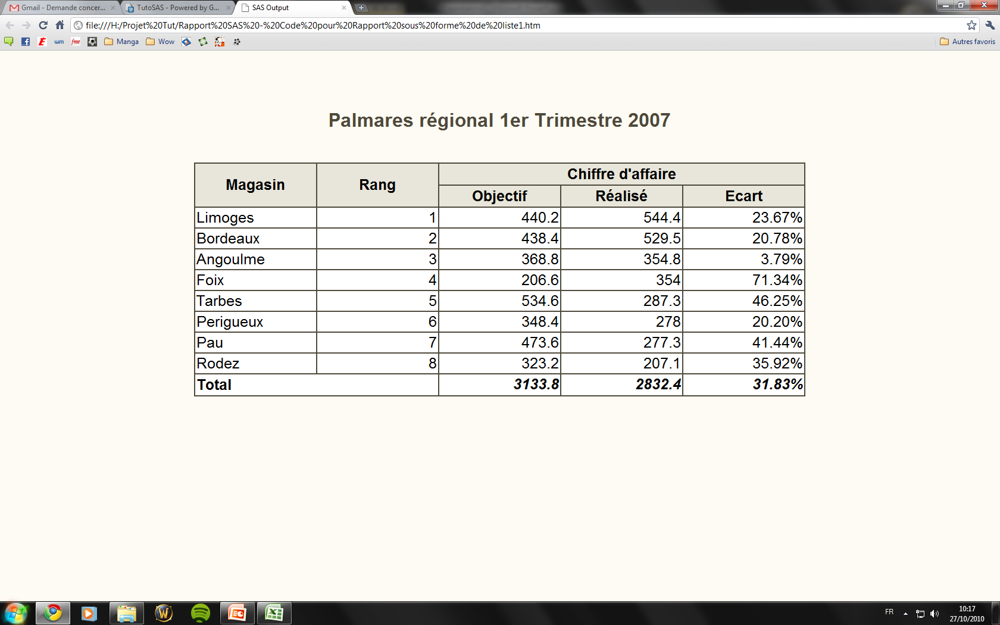 Gmail - Demande concer...
TutoSAS - Powered by G...
SAS Output
file:///H:/Projet%20Tut/Rapport%20SAS%20-%20Code%20pour%20Rapport%20sous%20forme%20de%20liste1.htm
E wm free Manga Wow Autres favoris
Palmares régional 1er Trimestre 2007
Magasin Rang Chiffre d'affaire
Objectif Réalisé Ecart
Limoges 1 440.2 544.4 23.67%
Bordeaux 2 438.4 529.5 20.78%
Angoulme 3 368.8 354.8 3.79%
Foix 4 206.6 354 71.34%
Tarbes 5 534.6 287.3 46.25%
Perigueux 6 348.4 278 20.20%
Pau 7 473.6 277.3 41.44%
Rodez 8 323.2 207.1 35.92%
Total 3133.8 2832.4 31.83%
FR 10:17
27/10/2010